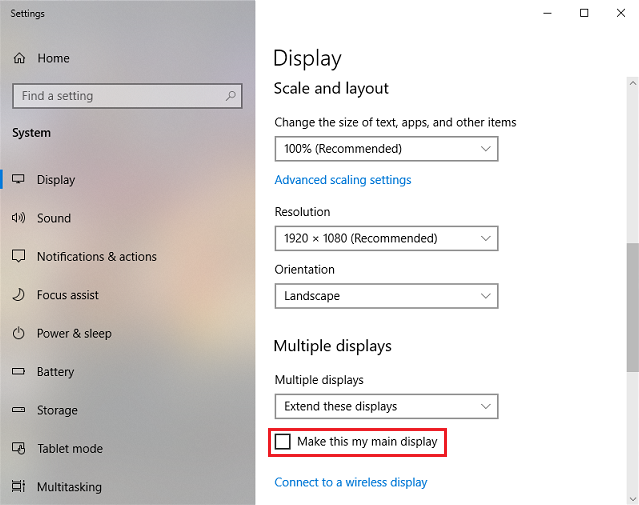 Settings
Home
Find a setting
System
Display
Sound
Notifications & actions
Focus assist
Power & sleep
Battery
Storage
Tablet mode
Multitasking
Display
Scale and layout
Change the size of text, apps, and other items
100% (Recommended)
Advanced scaling settings
Resolution
1920 × 1080 (Recommended)
Orientation
Landscape
Multiple displays
Multiple displays
Extend these displays
Make this my main display
Connect to a wireless display